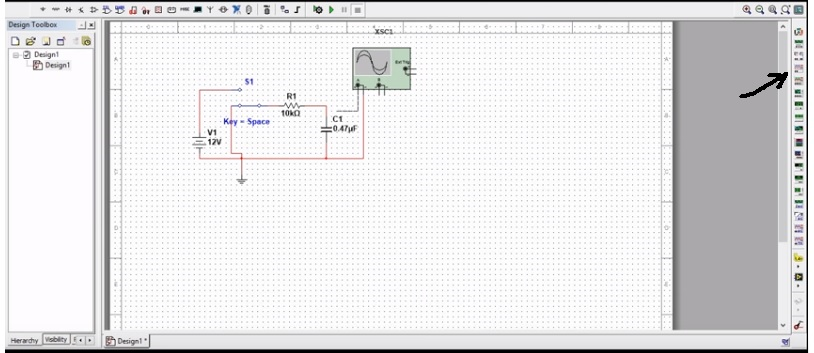 Design Toolbox
Design1
Design1
XSC1
Ext Trig
S1
Key = Space
R1
10kΩ
C1
0.47µF
V1
12V
A
B
Hierarchy Visibility
Design1 *